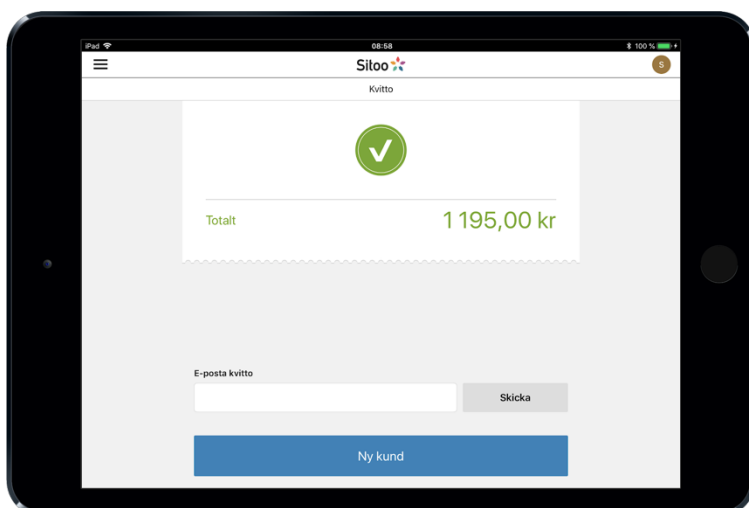 iPad 08:58 100 %
Sitoo S
Kvitto
Totalt 1 195,00 kr
E-posta kvitto
Skicka
Ny kund